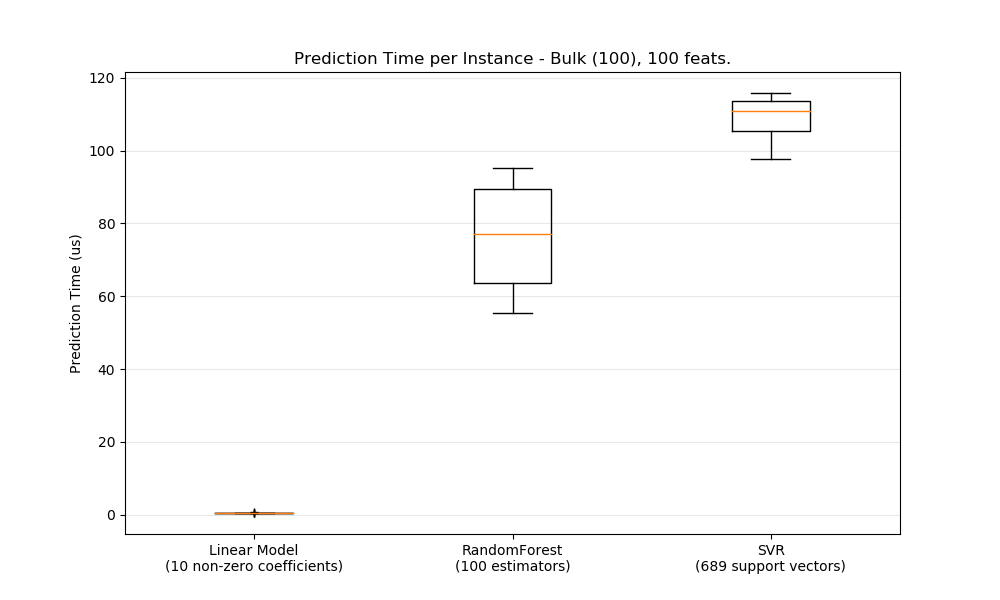 Prediction Time per Instance - Bulk (100), 100 feats.
120
100
80
60
40
20
0
Prediction Time (us)
Linear Model
(10 non-zero coefficients)
RandomForest
(100 estimators)
SVR
(689 support vectors)